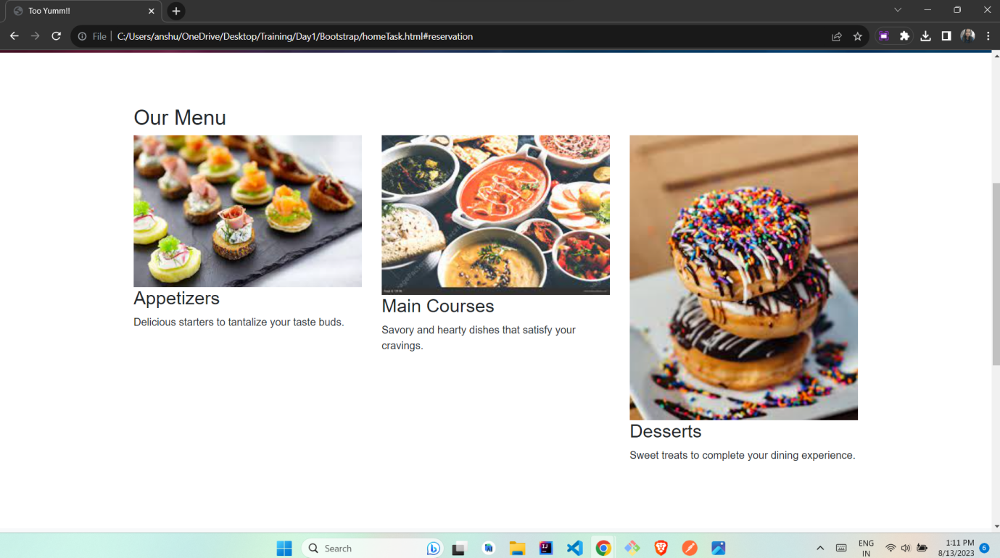 Too Yumm!!
File
C:/Users/anshu/OneDrive/Desktop/Training/Day1/Bootstrap/homeTask.html#reservation
Our Menu
Appetizers
Delicious starters to tantalize your taste buds.
Main Courses
Savory and hearty dishes that satisfy your
cravings.
Desserts
Sweet treats to complete your dining experience.
Search
ENG
IN
1:11 PM
8/13/2023
6